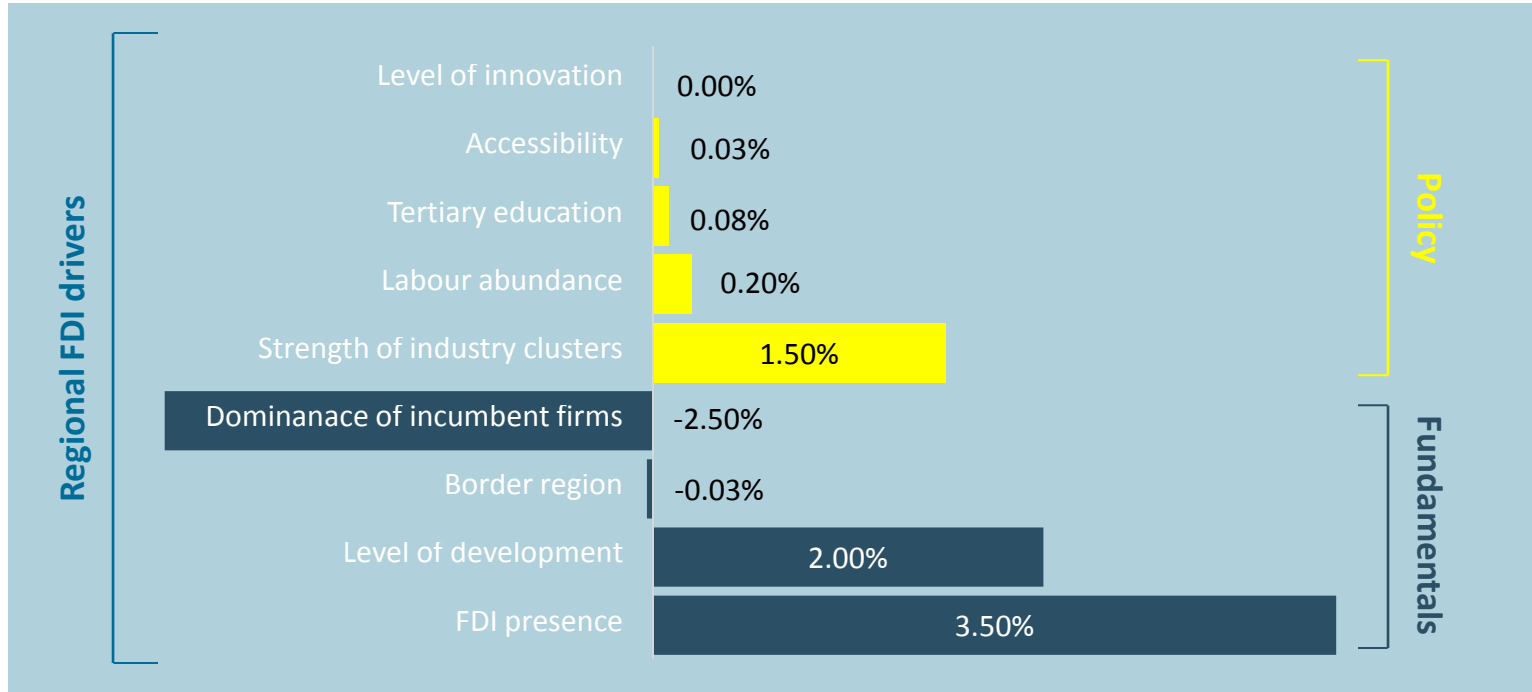 Regional FDI drivers
Level of innovation 0.00%
Accessibility 0.03%
Tertiary education 0.08%
Labour abundance 0.20%
Strength of industry clusters 1.50%
Dominanace of incumbent firms -2.50%
Border region -0.03%
Level of development 2.00%
FDI presence 3.50%
Policy
Fundamentals